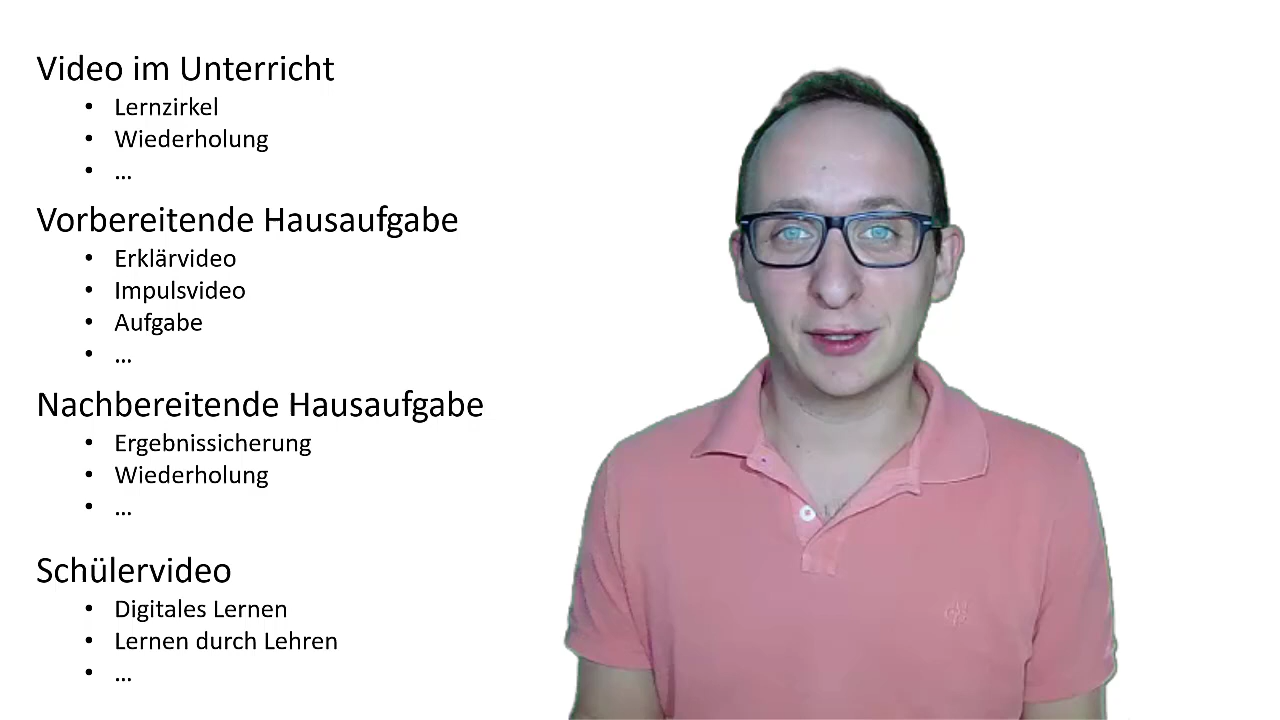 Video im Unterricht
• Lernzirkel
• Wiederholung
• ...
Vorbereitende Hausaufgabe
• Erklärvideo
• Impulsvideo
• Aufgabe
• ...
Nachbereitende Hausaufgabe
• Ergebnissicherung
• Wiederholung
• ...
Schülervideo
• Digitales Lernen
• Lernen durch Lehren
• ...